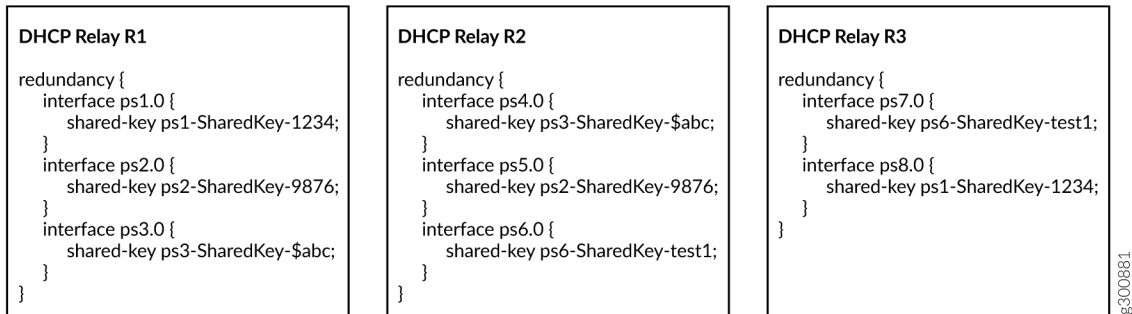 DHCP Relay R1
redundancy {
interface ps1.0 {
shared-key ps1-SharedKey-1234;
}
interface ps2.0 {
shared-key ps2-SharedKey-9876;
}
interface ps3.0 {
shared-key ps3-SharedKey-$abc;
}
}
DHCP Relay R2
redundancy {
interface ps4.0 {
shared-key ps3-SharedKey-$abc;
}
interface ps5.0 {
shared-key ps2-SharedKey-9876;
}
interface ps6.0 {
shared-key ps6-SharedKey-test1;
}
}
DHCP Relay R3
redundancy {
interface ps7.0 {
shared-key ps6-SharedKey-test1;
}
interface ps8.0 {
shared-key ps1-SharedKey-1234;
}
}
g300881